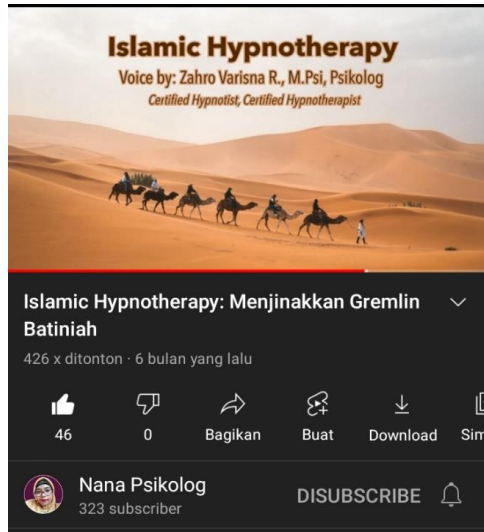 Islamic Hypnotherapy
Voice by: Zahro Varisna R., M.Psi, Psikolog
Certified Hypnotist, Certified Hypnotherapist
Islamic Hypnotherapy: Menjinakkan Gremlin
Batiniah
426 x ditonton · 6 bulan yang lalu
46 0 Bagikan Buat Download Sim
Nana Psikolog DISUBSCRIBE
323 subscriber